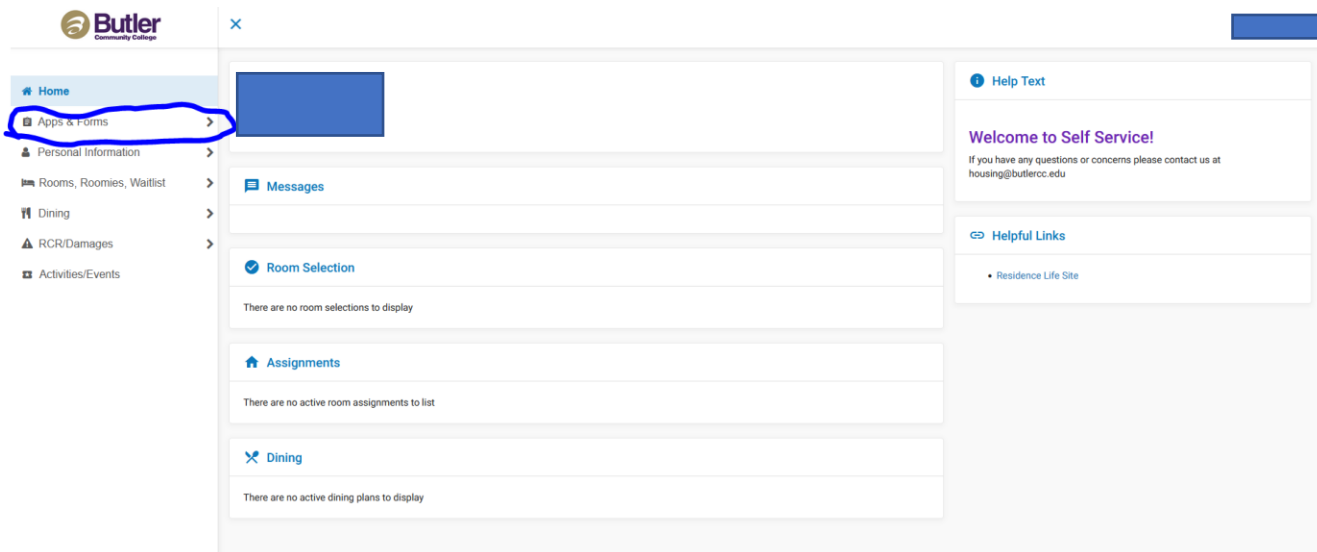 Butler
Community College
Home
Apps & Forms
Personal Information
Rooms, Roomies, Waitlist
Dining
RCR/Damages
Activities/Events
Messages
Room Selection
There are no room selections to display
Assignments
There are no active room assignments to list
Dining
There are no active dining plans to display
Help Text
Welcome to Self Service!
If you have any questions or concerns please contact us at
housing@butlercc.edu
Helpful Links
• Residence Life Site